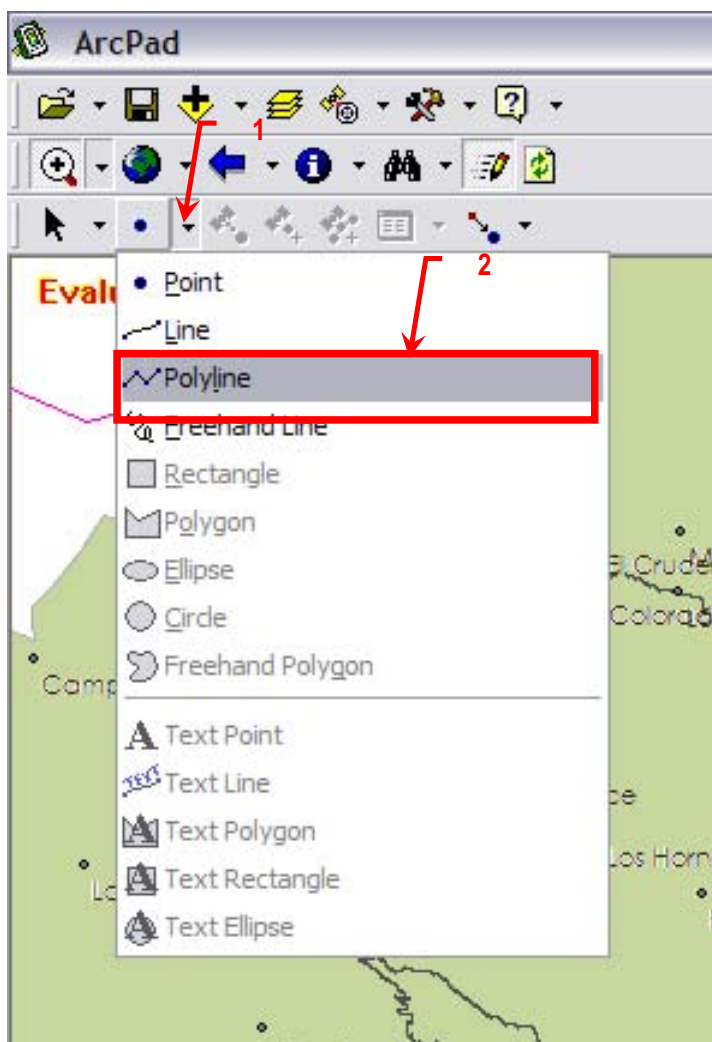 ArcPad
1
2
Evalu
Point
Line
Polyline
Freehand Line
Rectangle
Polygon
Ellipse
El Crude
Circle
Colorad
Freehand Polygon
Camp
Text Point
Text Line
Text Polygon
Los Horn
Text Rectangle
Text Ellipse